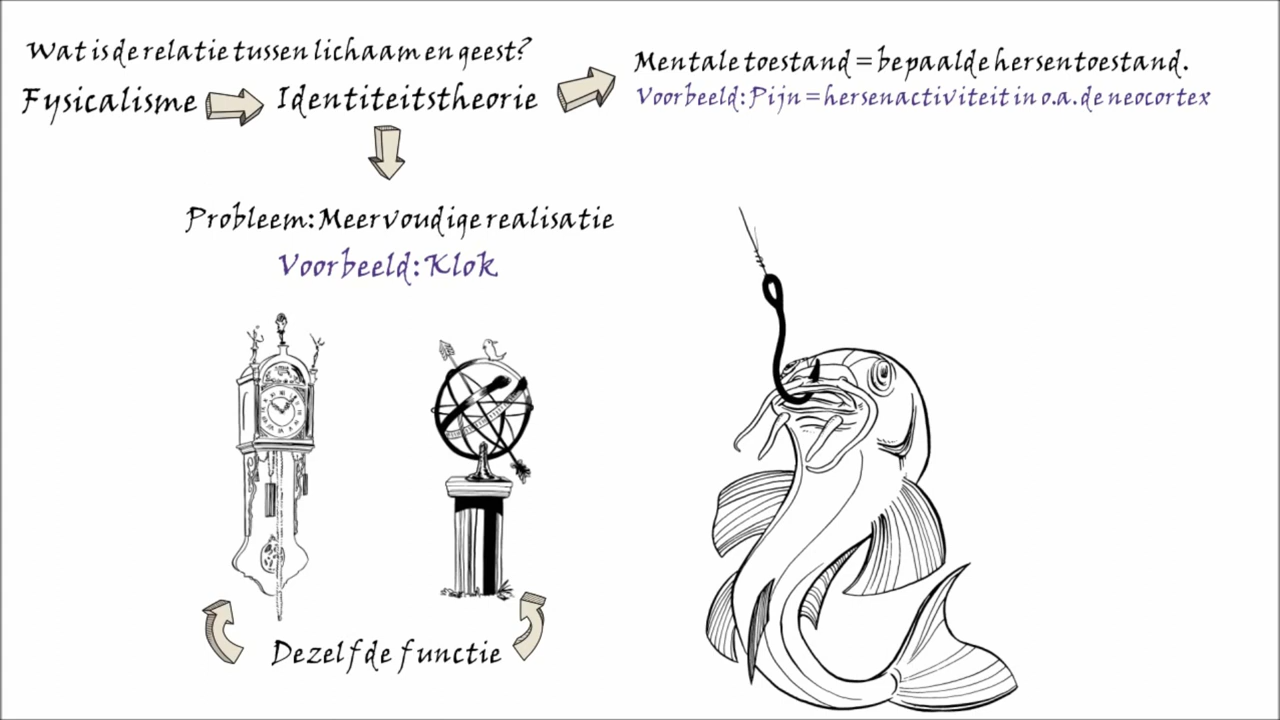 Wat is de relatie tussen lichaam en geest?
Fysicalisme
Identiteitstheorie
Mentale toestand = bepaalde hersentoestand.
Voorbeeld: Pijn = hersenactiviteit in o.a. de neocortex
Probleem: Meervoudige realisatie
Voorbeeld: Klok
Dezelfde functie